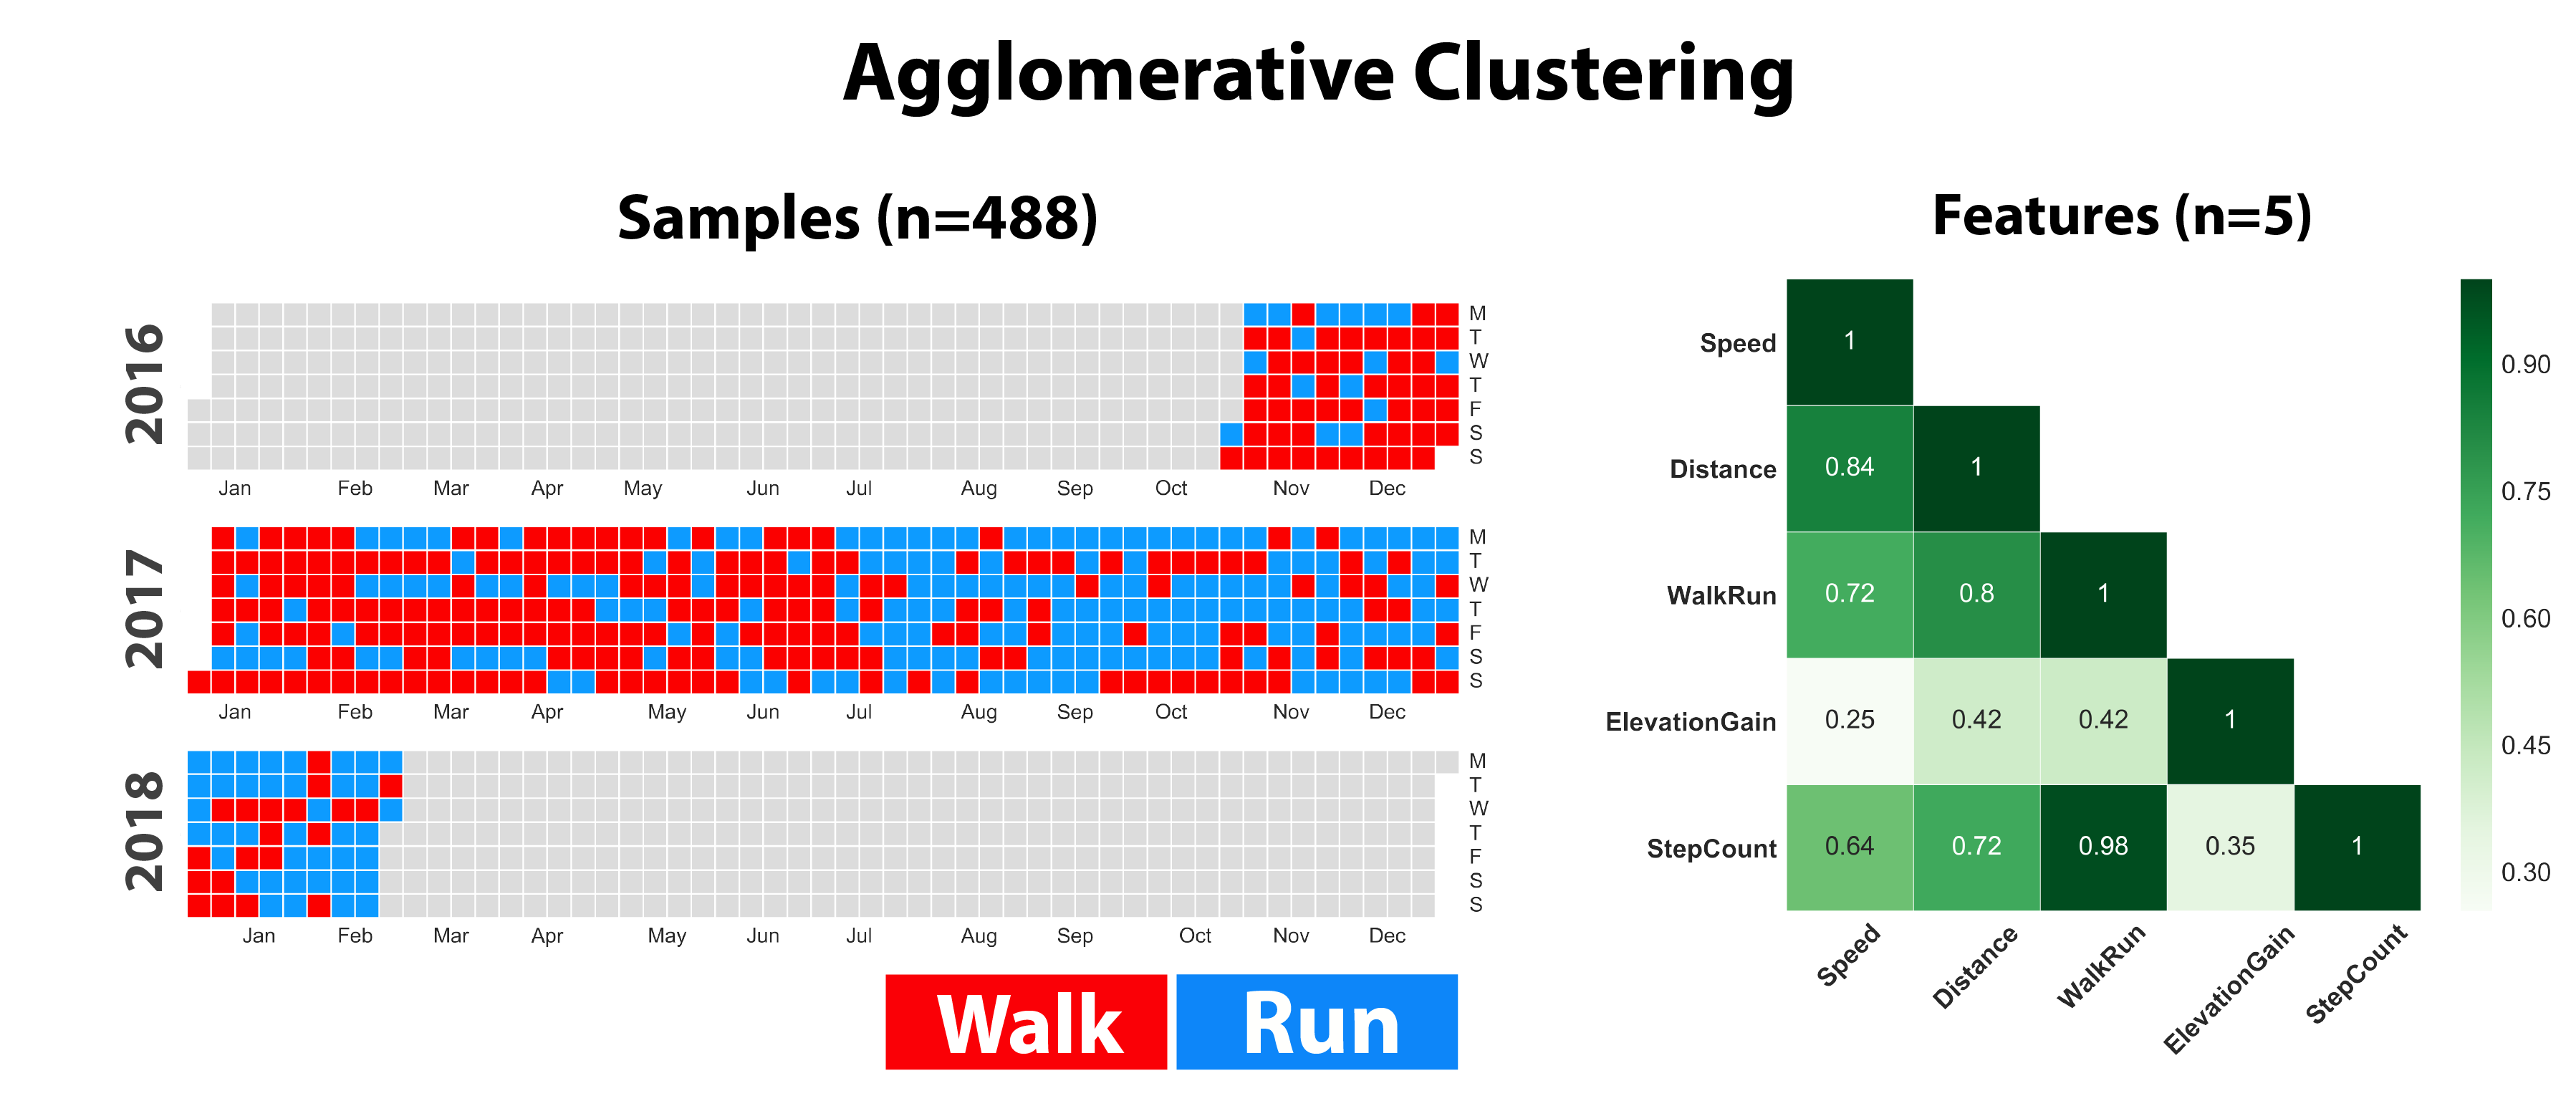 Agglomerative Clustering
Samples (n=488)
2016
M
T
W
T
F
S
S
Jan Feb Mar Apr May Jun Jul Aug Sep Oct Nov Dec
2017
M
T
W
T
F
S
S
Jan Feb Mar Apr May Jun Jul Aug Sep Oct Nov Dec
2018
M
T
W
T
F
S
S
Jan Feb Mar Apr May Jun Jul Aug Sep Oct Nov Dec
Walk Run
Features (n=5)
Speed 1
Distance 0.84 1
WalkRun 0.72 0.8 1
ElevationGain 0.25 0.42 0.42 1
StepCount 0.64 0.72 0.98 0.35 1
Speed Distance WalkRun ElevationGain StepCount
0.90
0.75
0.60
0.45
0.30